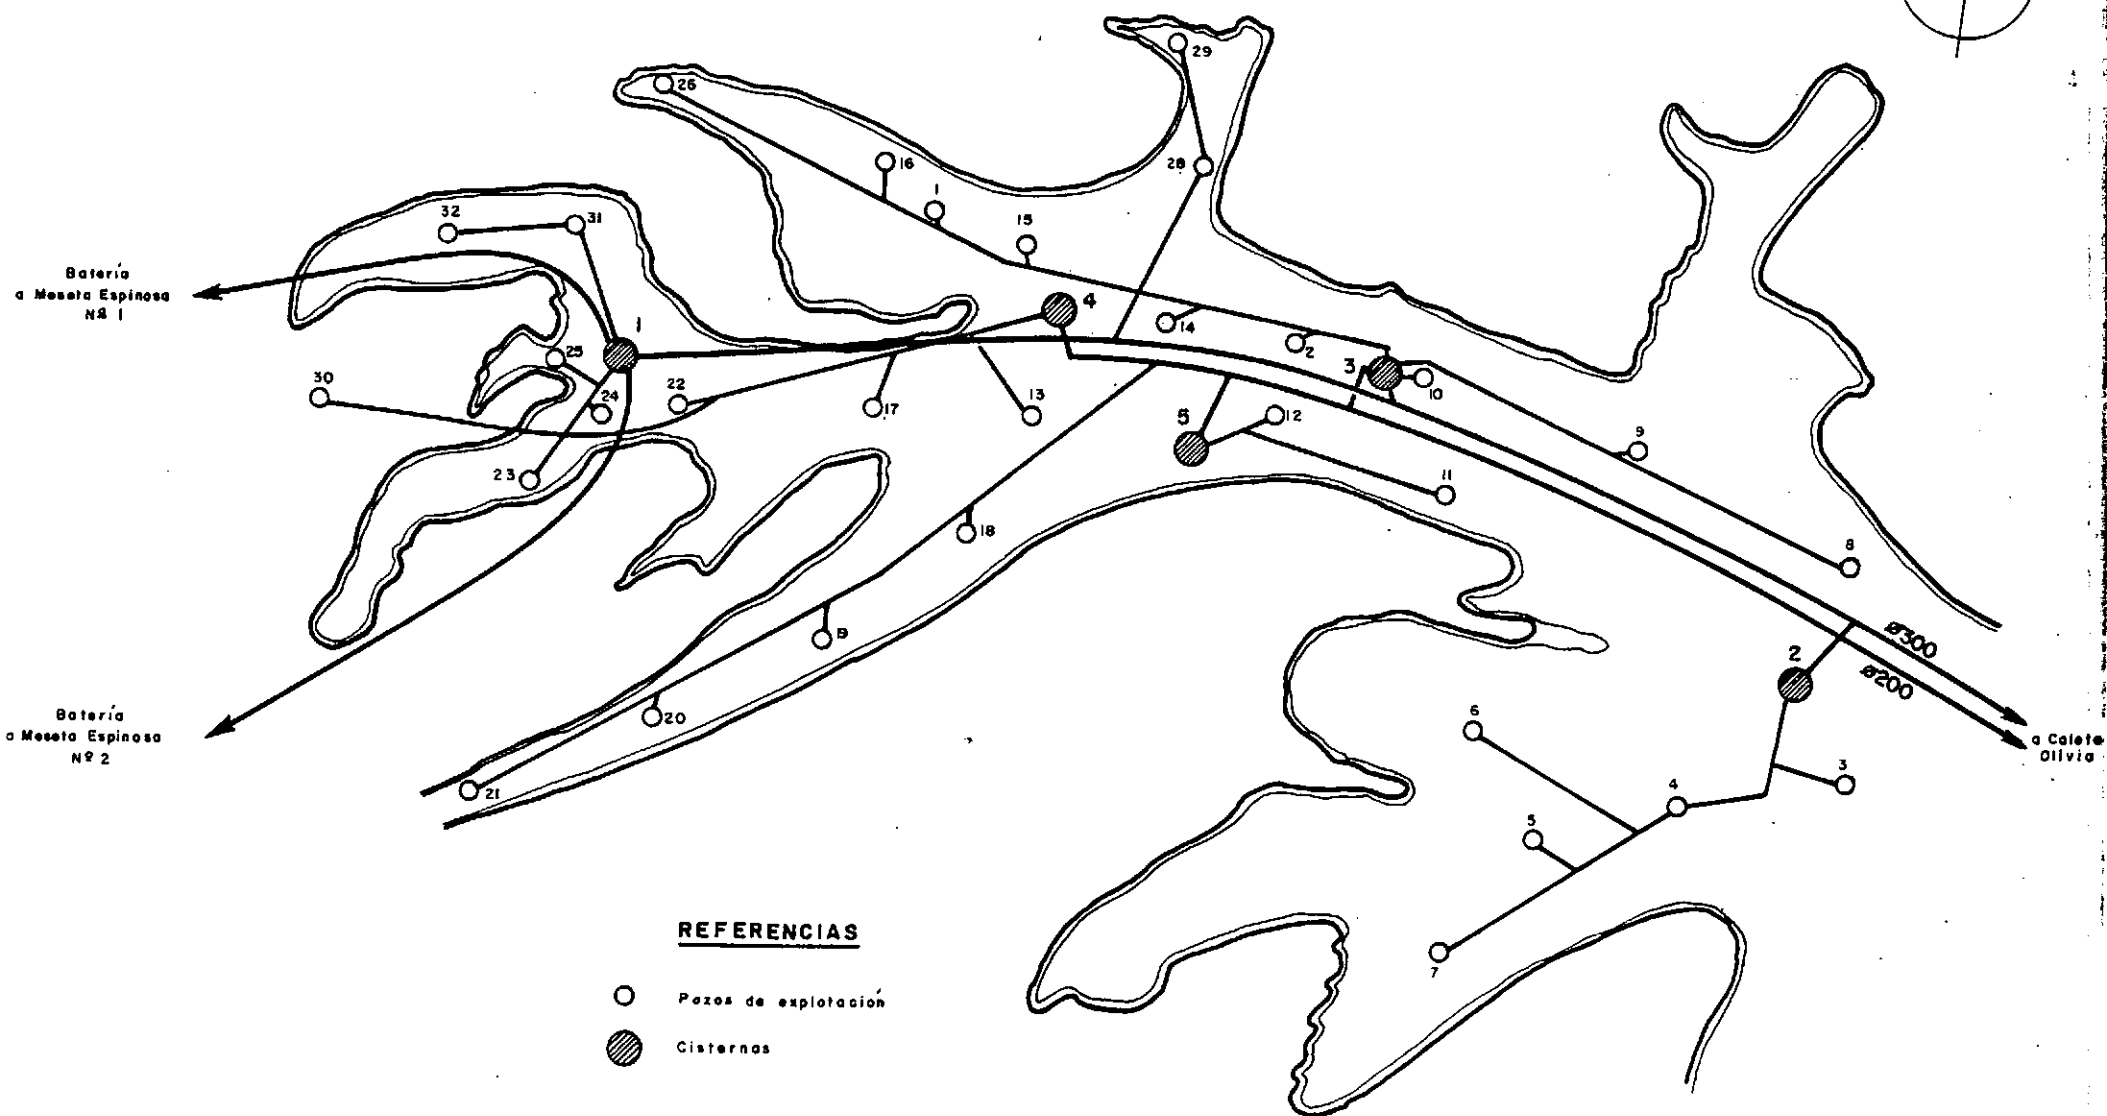 29
26
28
16
1
15
32
31
Batería
a Meseta Espinosa
Nº 1
1
4
14
2
3
10
25
30
22
24
17
13
5
12
9
23
11
18
8
19
ø300
2
ø200
20
6
Batería
a Meseta Espinosa
Nº 2
a Caleta
Olivia
21
3
4
5
7
REFERENCIAS
Pozos de explotación
Cisternas